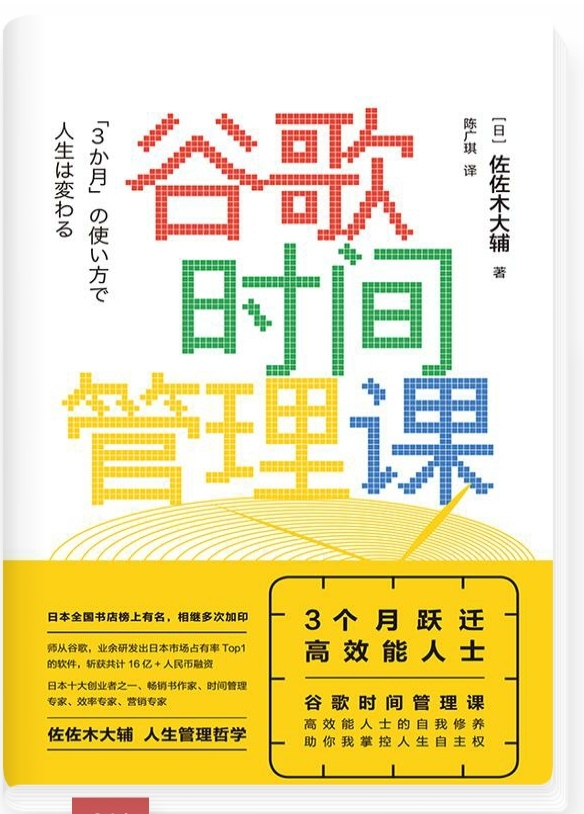 谷歌
时间
管理课
「3か月」の使い方で
人生は変わる
［日］佐佐木大辅 著
陈广琪 译
日本全国书店榜上有名，相继多次加印
师从谷歌，业余研发出日本市场占有率 Top1
的软件，斩获共计 16 亿 + 人民币融资
日本十大创业者之一、畅销书作家、时间管理
专家、效率专家、营销专家
佐佐木大辅 人生管理哲学
3个月跃迁
高效能人士
谷歌时间管理课
高效能人士的自我修养
助你我掌控人生自主权